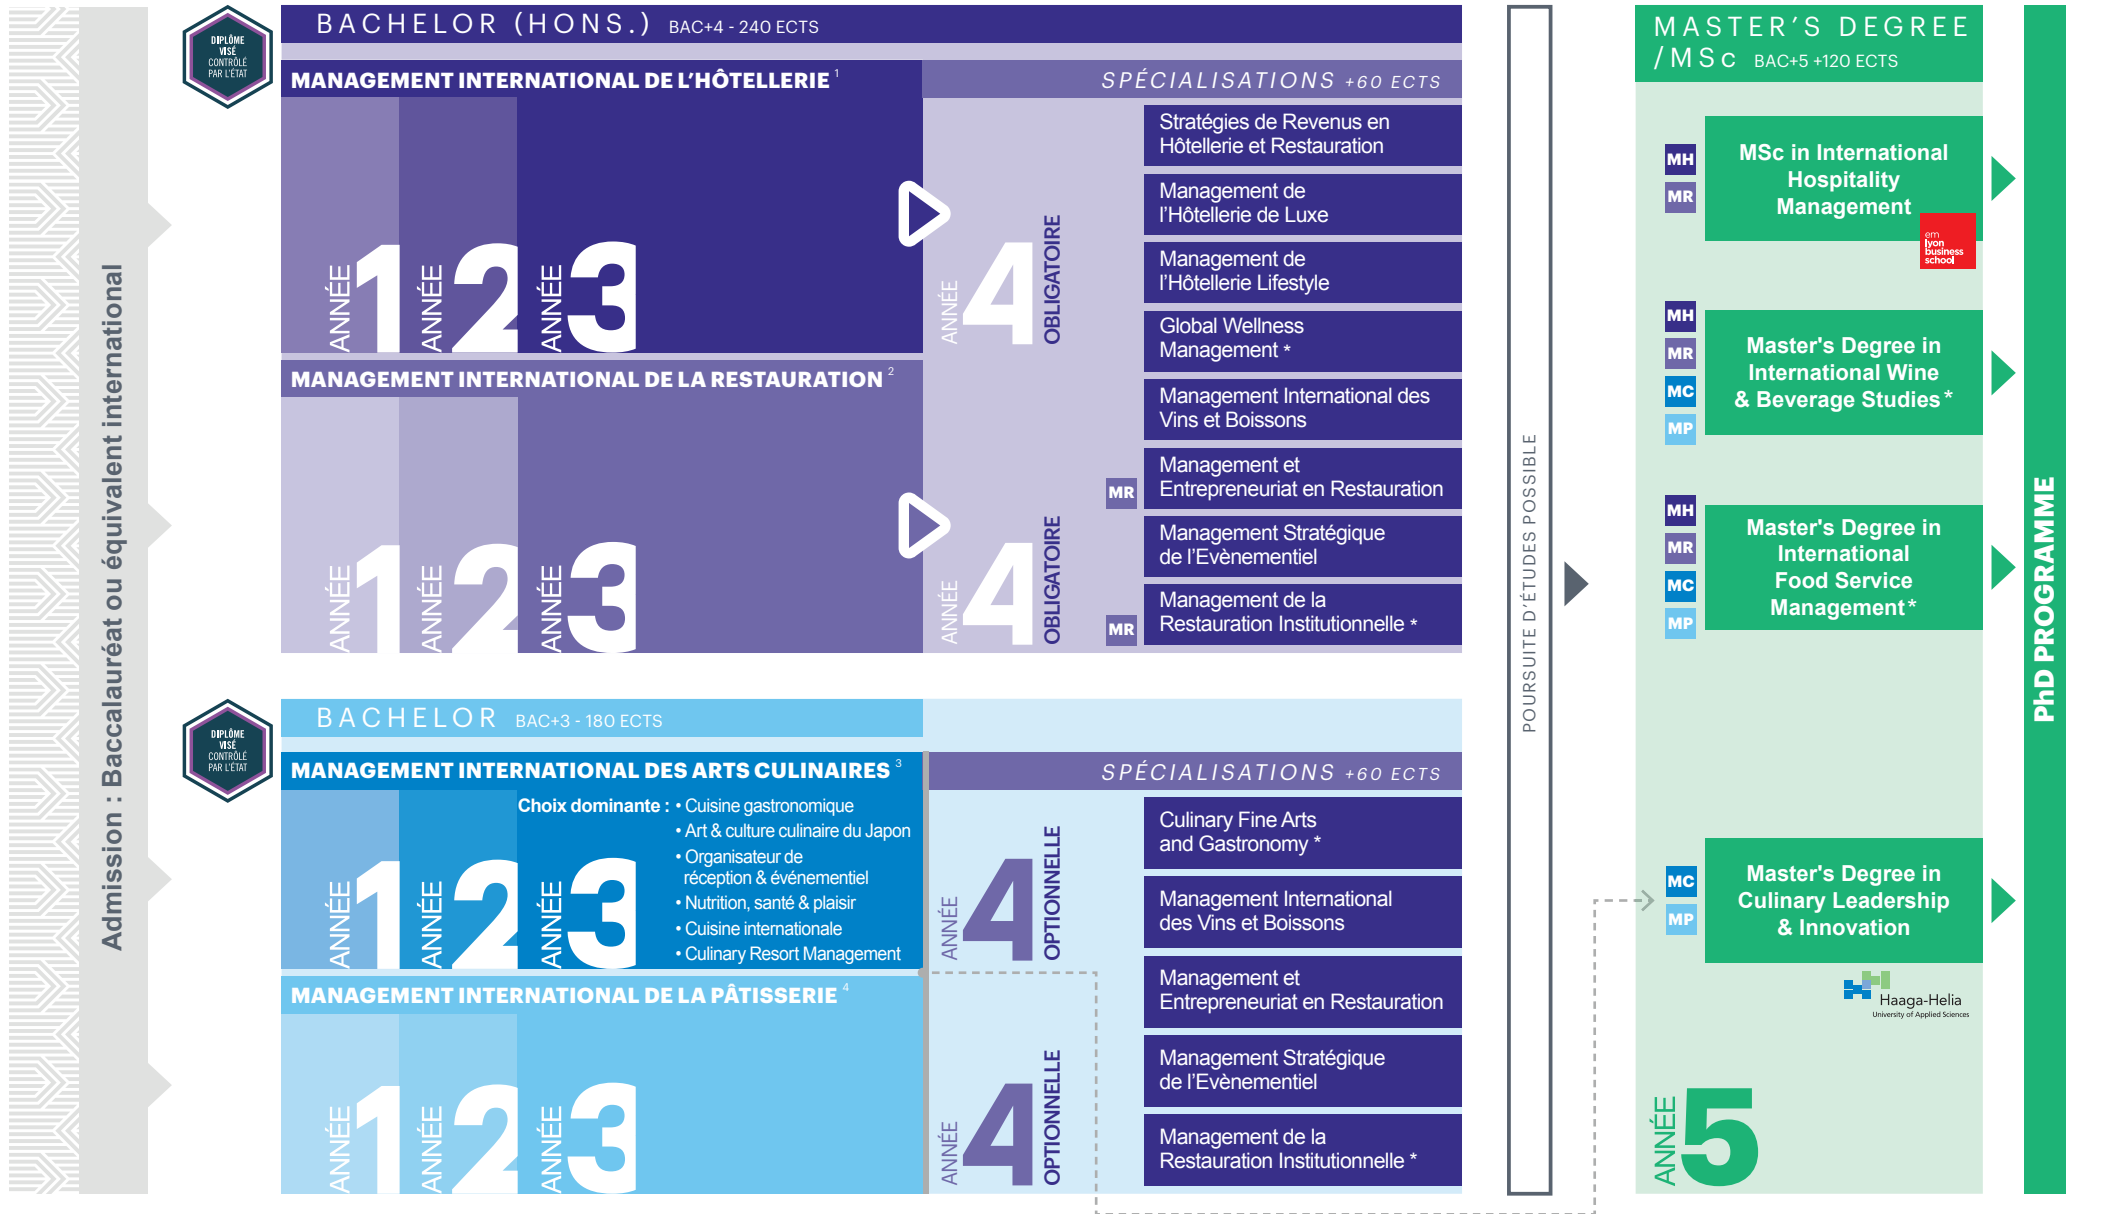 Admission : Baccalauréat ou équivalent international
DIPLÔME
VISÉ
CONTRÔLÉ
PAR L'ÉTAT
BACHELOR (HONS.) BAC+4 - 240 ECTS
MANAGEMENT INTERNATIONAL DE L'HÔTELLERIE 1
ANNÉE 1
ANNÉE 2
ANNÉE 3
MANAGEMENT INTERNATIONAL DE LA RESTAURATION 2
ANNÉE 1
ANNÉE 2
ANNÉE 3
SPÉCIALISATIONS +60 ECTS
ANNÉE 4 OBLIGATOIRE
ANNÉE 4 OBLIGATOIRE
Stratégies de Revenus en
Hôtellerie et Restauration
Management de
l'Hôtellerie de Luxe
Management de
l'Hôtellerie Lifestyle
Global Wellness
Management *
Management International des
Vins et Boissons
MR
Management et
Entrepreneuriat en Restauration
Management Stratégique
de l'Evènementiel
MR
Management de la
Restauration Institutionnelle *
DIPLÔME
VISÉ
CONTRÔLÉ
PAR L'ÉTAT
BACHELOR BAC+3 - 180 ECTS
MANAGEMENT INTERNATIONAL DES ARTS CULINAIRES 3
Choix dominante : • Cuisine gastronomique
• Art & culture culinaire du Japon
• Organisateur de
réception & événementiel
• Nutrition, santé & plaisir
• Cuisine internationale
• Culinary Resort Management
ANNÉE 1
ANNÉE 2
ANNÉE 3
MANAGEMENT INTERNATIONAL DE LA PÂTISSERIE 4
ANNÉE 1
ANNÉE 2
ANNÉE 3
SPÉCIALISATIONS +60 ECTS
ANNÉE 4 OPTIONNELLE
ANNÉE 4 OPTIONNELLE
Culinary Fine Arts
and Gastronomy *
Management International
des Vins et Boissons
Management et
Entrepreneuriat en Restauration
Management Stratégique
de l'Evènementiel
Management de la
Restauration Institutionnelle *
POURSUITE D'ÉTUDES POSSIBLE
MASTER'S DEGREE
/MSc BAC+5 +120 ECTS
MH
MR
MSc in International
Hospitality
Management
em
lyon
business
school
MH
MR
MC
MP
Master's Degree in
International Wine
& Beverage Studies *
MH
MR
MC
MP
Master's Degree in
International
Food Service
Management *
MC
MP
Master's Degree in
Culinary Leadership
& Innovation
Haaga-Helia
University of Applied Sciences
ANNÉE 5
PhD PROGRAMME